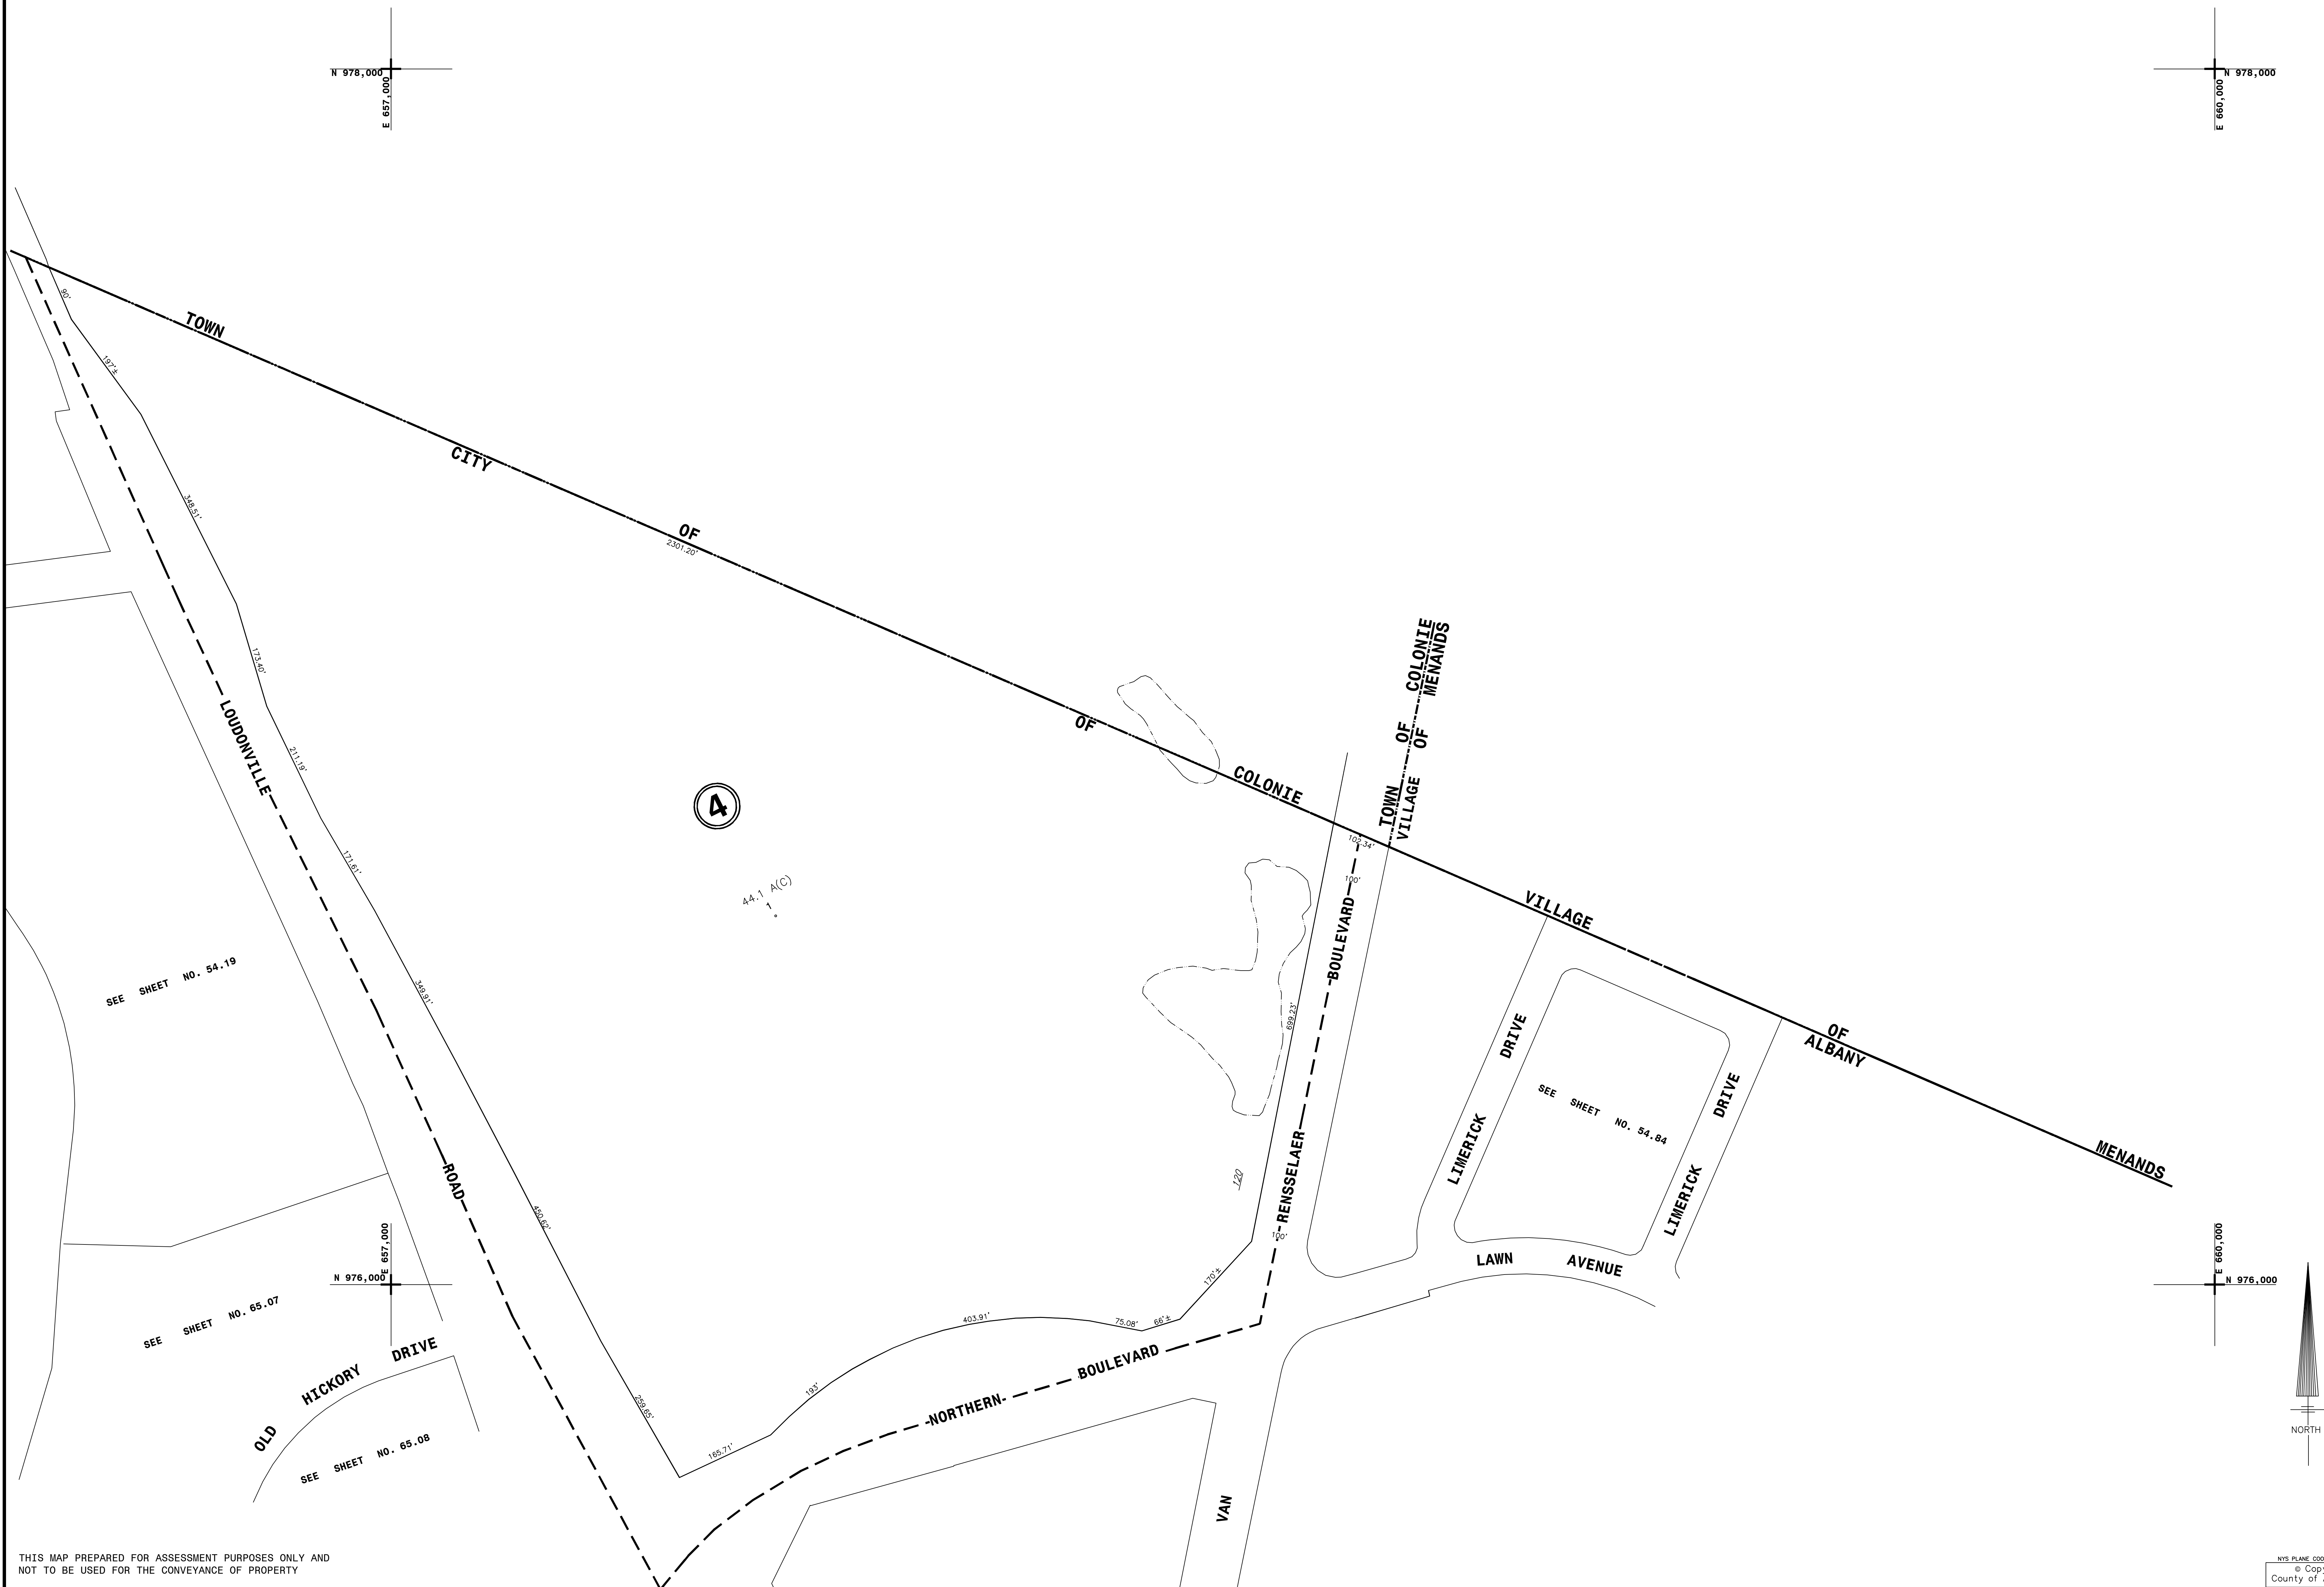 N 978,000
E 657,000
N 978,000
E 660,000
90'
TOWN
197'±
CITY
348.51'
OF
2301.20'
173.40'
LOUDONVILLE
211.19'
TOWN OF COLONIE
VILLAGE OF MENANDS
OF
COLONIE
4
171.61'
44.1 A(C)
1
102.34'
100'
BOULEVARD
VILLAGE
349.91'
SEE SHEET NO. 54.19
699.23'
DRIVE
OF
ALBANY
SEE SHEET NO. 54.84
DRIVE
LIMERICK
MENANDS
ROAD
120
RENSSELAER
LIMERICK
450.62'
100'
LAWN AVENUE
E 657,000
N 976,000
E 660,000
N 976,000
170'±
403.91'
75.08'
66'±
SEE SHEET NO. 65.07
OLD HICKORY DRIVE
193'
NORTHERN BOULEVARD
259.65'
165.71'
SEE SHEET NO. 65.08
NORTH
VAN
THIS MAP PREPARED FOR ASSESSMENT PURPOSES ONLY AND
NOT TO BE USED FOR THE CONVEYANCE OF PROPERTY
NYS PLANE COO
© Cop
County of